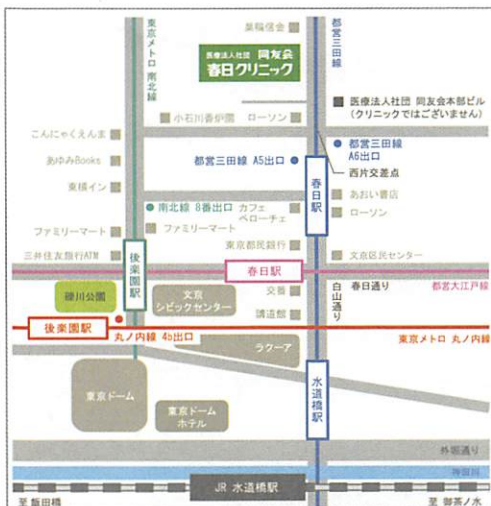 東京メトロ 南北線
巣鴨信金
都営三田線
医療法人社団 同友会
春日クリニック
医療法人社団 同友会本部ビル
(クリニックではございません)
小石川香炉園
ローソン
こんにゃくえんま
都営三田線
A6出口
都営三田線 A5出口
あゆみBooks
西片交差点
春日駅
東横イン
あおい書店
南北線 8番出口
カフェ
ベローチェ
ローソン
ファミリーマート
ファミリーマート
東京都民銀行
三井住友銀行ATM
後楽園駅
文京区民センター
春日駅
礫川公園
文京
シビックセンター
交番
白山通り
春日通り
都営大江戸線
後楽園駅
丸ノ内線 4b出口
講道館
東京メトロ 丸ノ内線
ラクーア
東京ドーム
水道橋駅
東京ドーム
ホテル
外堀通り
神田川
JR 水道橋駅
至 飯田橋
至 御茶ノ水